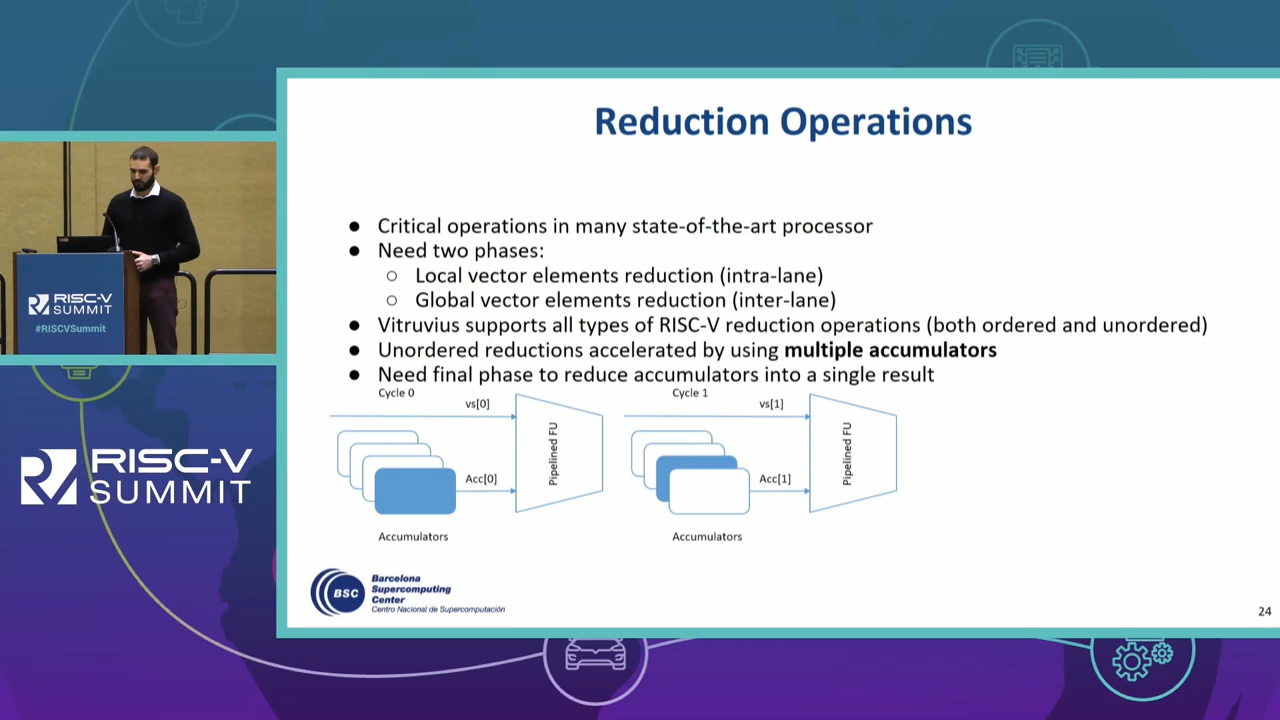 Reduction Operations
● Critical operations in many state-of-the-art processor
● Need two phases:
○ Local vector elements reduction (intra-lane)
○ Global vector elements reduction (inter-lane)
● Vitruvius supports all types of RISC-V reduction operations (both ordered and unordered)
● Unordered reductions accelerated by using multiple accumulators
● Need final phase to reduce accumulators into a single result
Cycle 0
vs[0]
Acc[0]
Pipelined FU
Accumulators
Cycle 1
vs[1]
Acc[1]
Pipelined FU
Accumulators
BSC
Barcelona
Supercomputing
Center
Centro Nacional de Supercomputación
24
RISC-V
SUMMIT
#RISCVSummit
RISC-V
SUMMIT